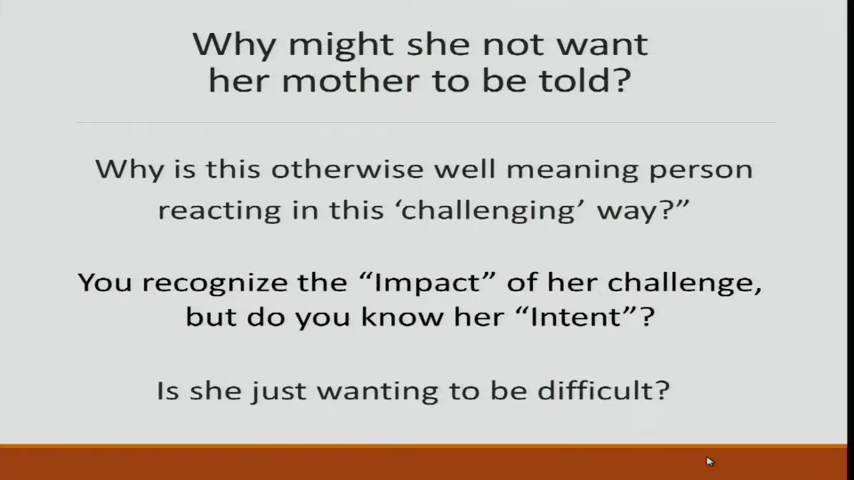 Why might she not want
her mother to be told?
Why is this otherwise well meaning person
reacting in this ‘challenging’ way?”
You recognize the “Impact” of her challenge,
but do you know her “Intent”?
Is she just wanting to be difficult?